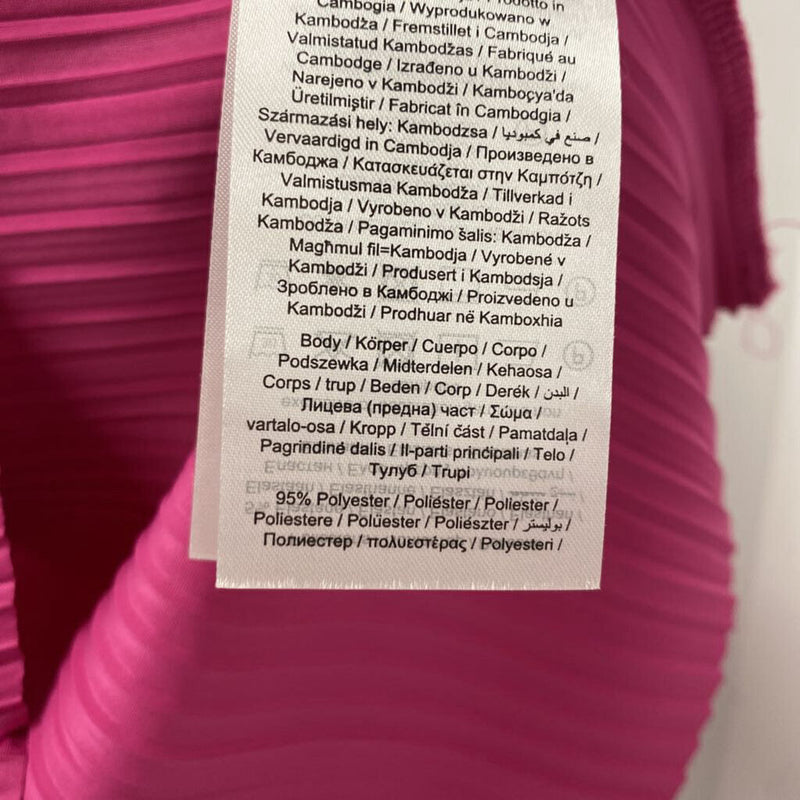 Cambogia / Wyprodukowano w
Kambodża / Fremstillet i Cambodja /
Valmistatud Kambodžas / Fabriqué au
Cambodge / Izrađeno u Kambodži /
Narejeno v Kambodži / Kamboçya'da
Üretilmiştir / Fabricat în Cambodgia /
Származási hely: Kambodzsa / صنع في كمبوديا /
Vervaardigd in Cambodja / Произведено в
Камбоджа / Κατασκευάζεται στην Καμπότζη /
Valmistusmaa Kambodža / Tillverkad i
Kambodja / Vyrobeno v Kambodži / Ražots
Kambodža / Pagaminimo šalis: Kambodža /
Magħmul fil=Kambodja / Vyrobené v
Kambodži / Produsert i Kambodsja /
Зроблено в Камбоджі / Proizvedeno u
Kambodži / Prodhuar në Kamboxhia
Body / Körper / Cuerpo / Corpo /
Podszewka / Midterdelen / Kehaosa /
Corps / trup / Beden / Corp / Derék / البدن /
Лицева (предна) част / Σώμα /
vartalo-osa / Kropp / Tělní část / Pamatdaļa /
Pagrindinė dalis / Il-parti prinċipali / Telo /
Тулуб / Trupi
95% Polyester / Poliéster / Poliester /
Poliestere / Polüester / Poliészter / بوليستر /
Полиестер / πολυεστέρας / Polyesteri /